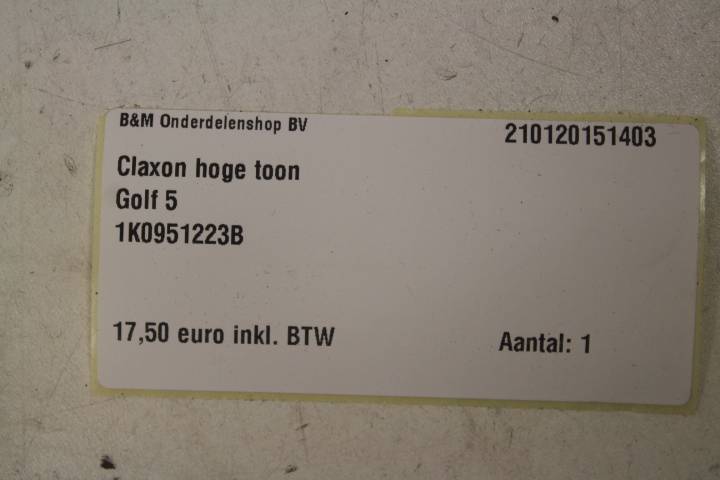 B&M Onderdelenshop BV
210120151403
Claxon hoge toon
Golf 5
1K0951223B
17,50 euro inkl. BTW
Aantal: 1